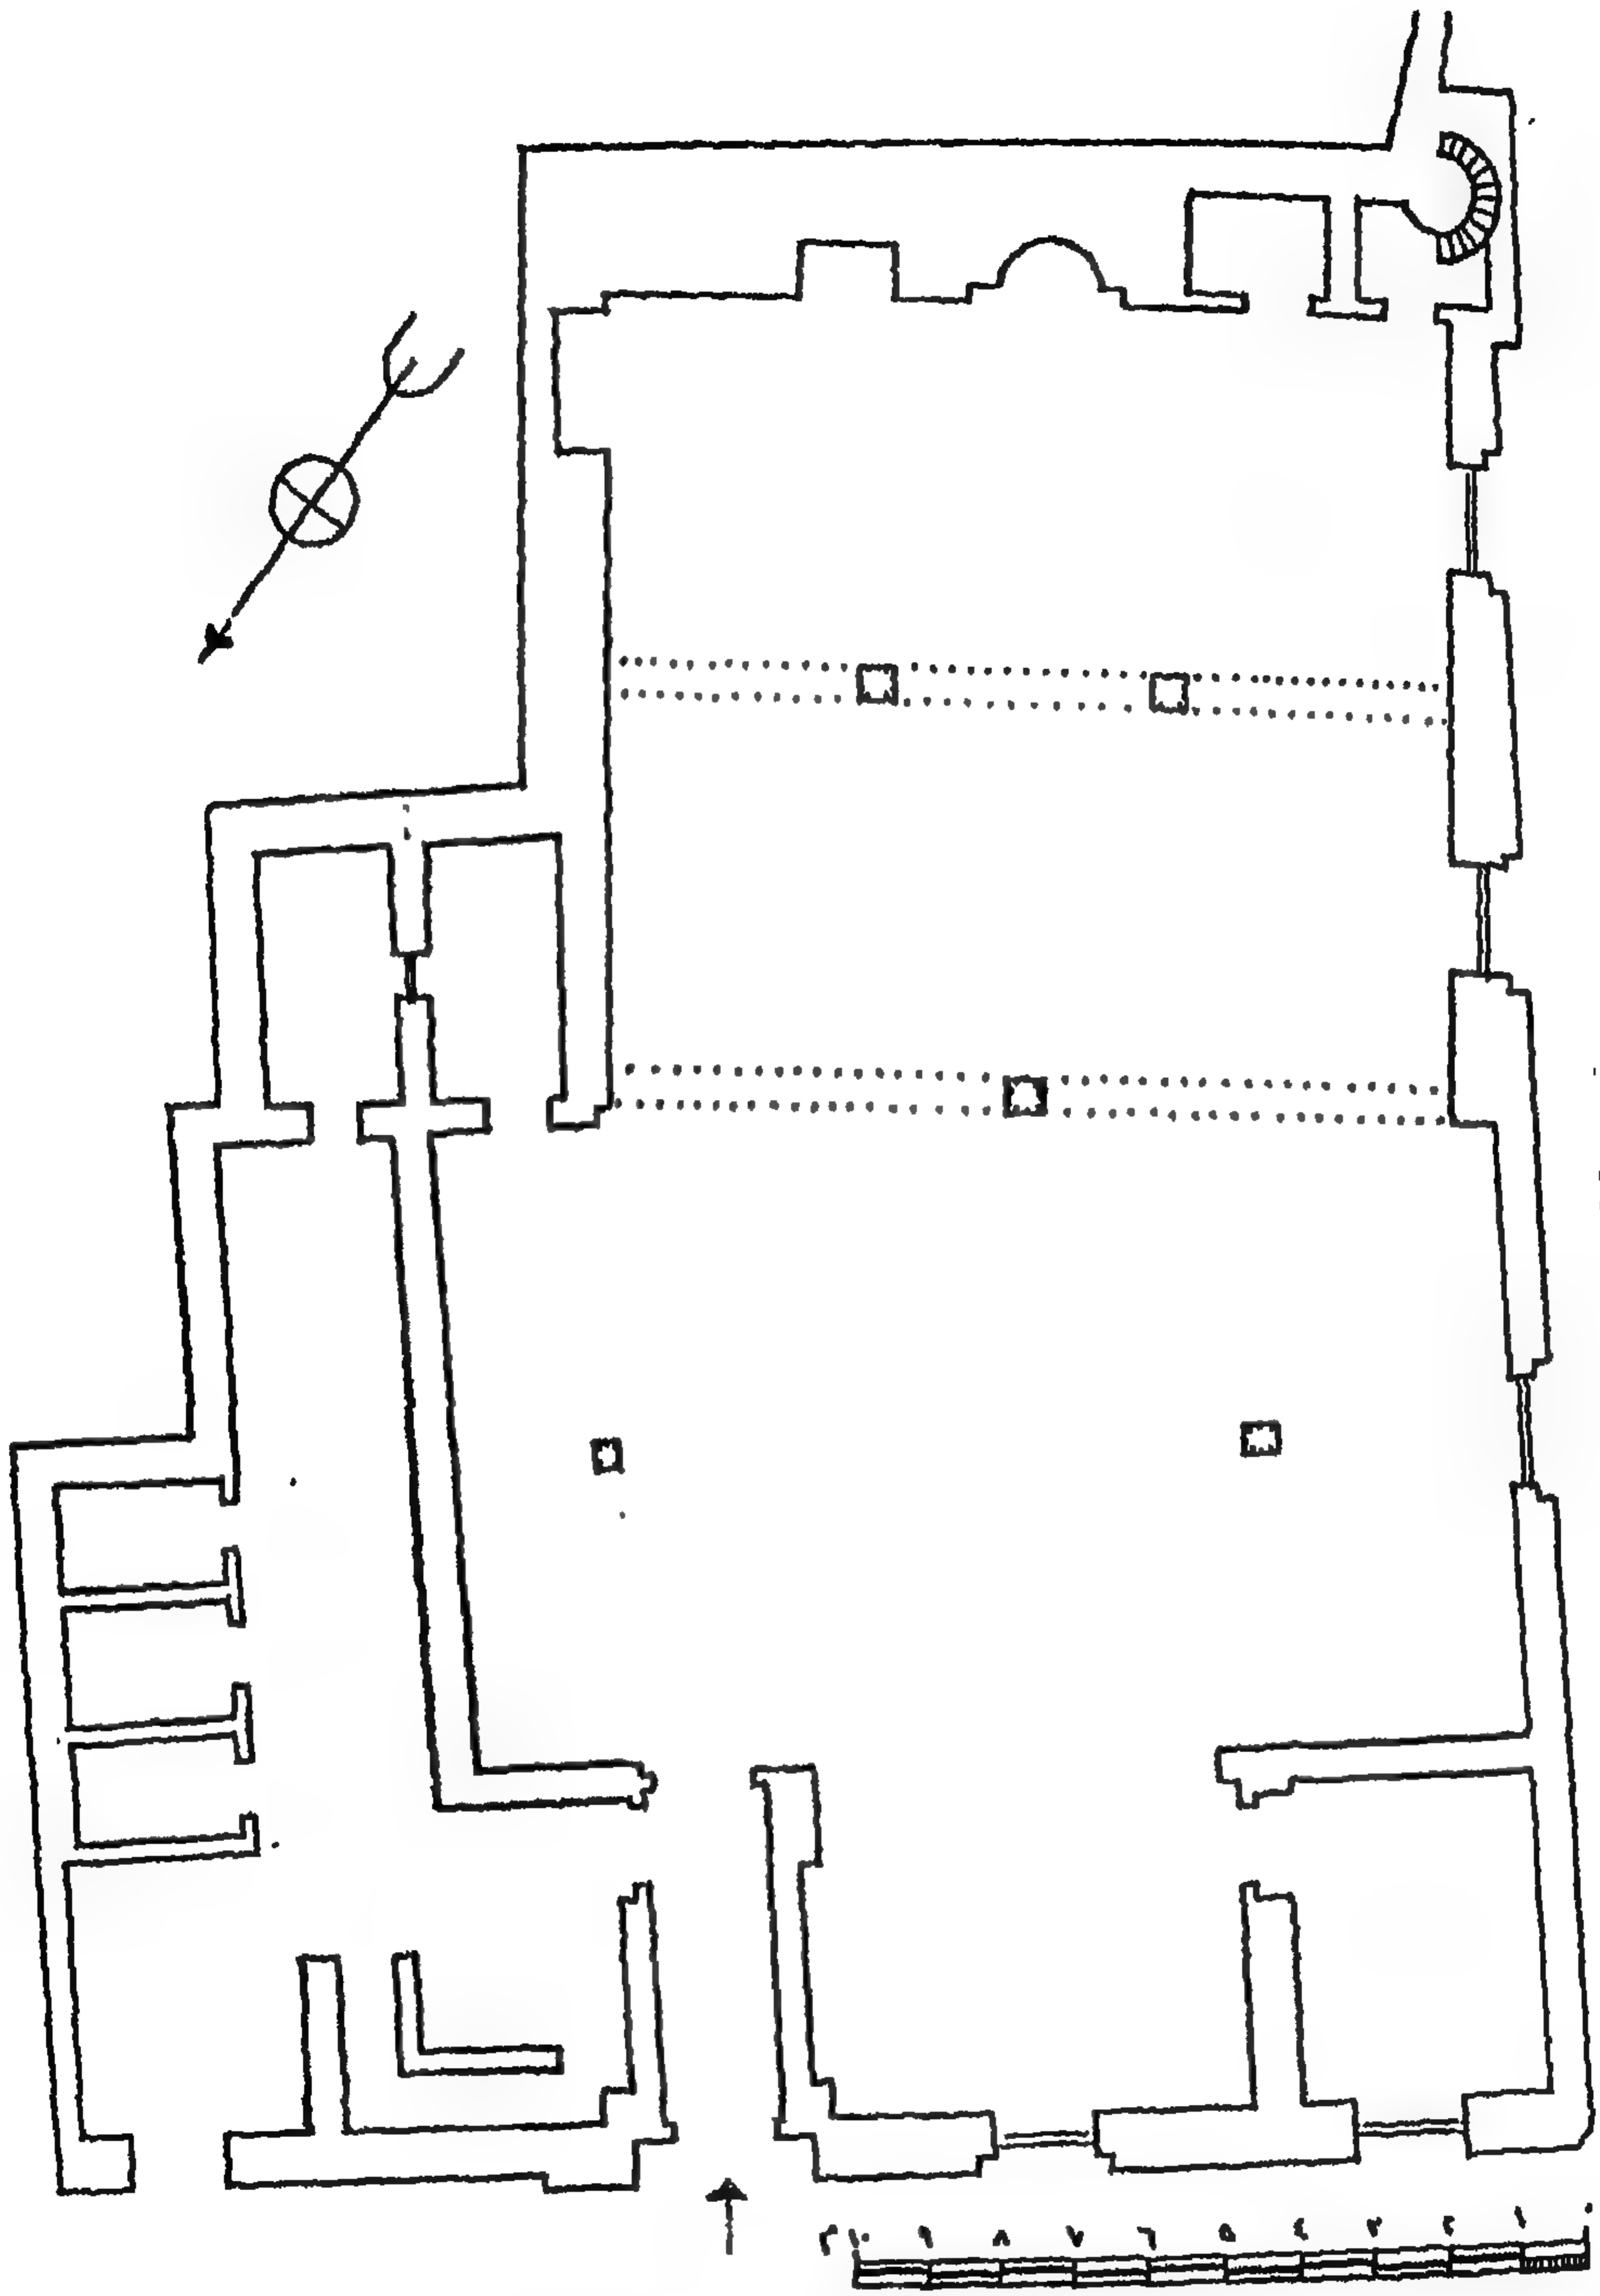 ٠ ١ ٢ ٣ ٤ ٥ ٦ ٧ ٨ ٩ ١٠م